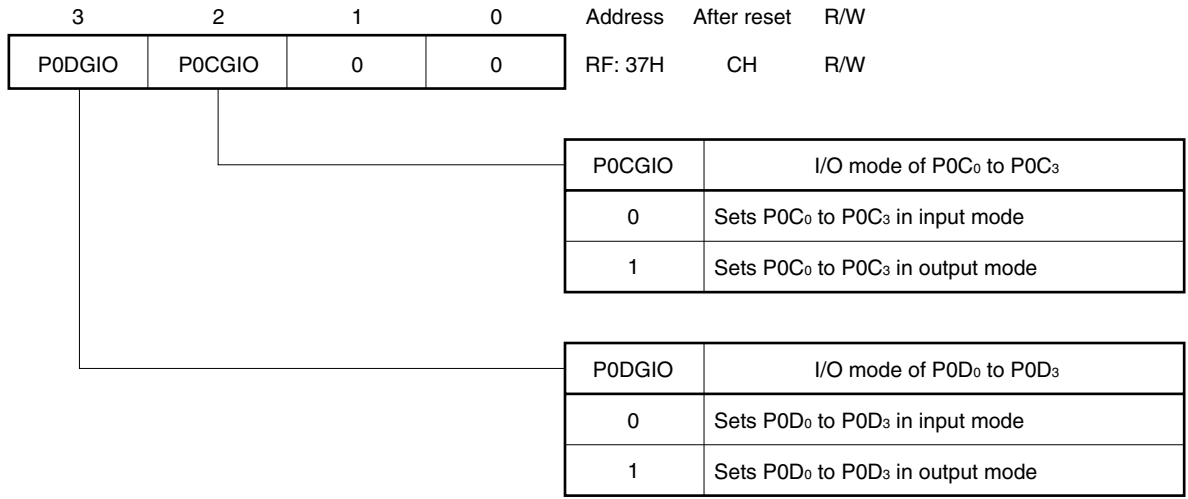 3 2 1 0 Address After reset R/W
P0DGIO P0CGIO 0 0 RF: 37H CH R/W
P0CGIO I/O mode of P0C₀ to P0C₃
0 Sets P0C₀ to P0C₃ in input mode
1 Sets P0C₀ to P0C₃ in output mode
P0DGIO I/O mode of P0D₀ to P0D₃
0 Sets P0D₀ to P0D₃ in input mode
1 Sets P0D₀ to P0D₃ in output mode